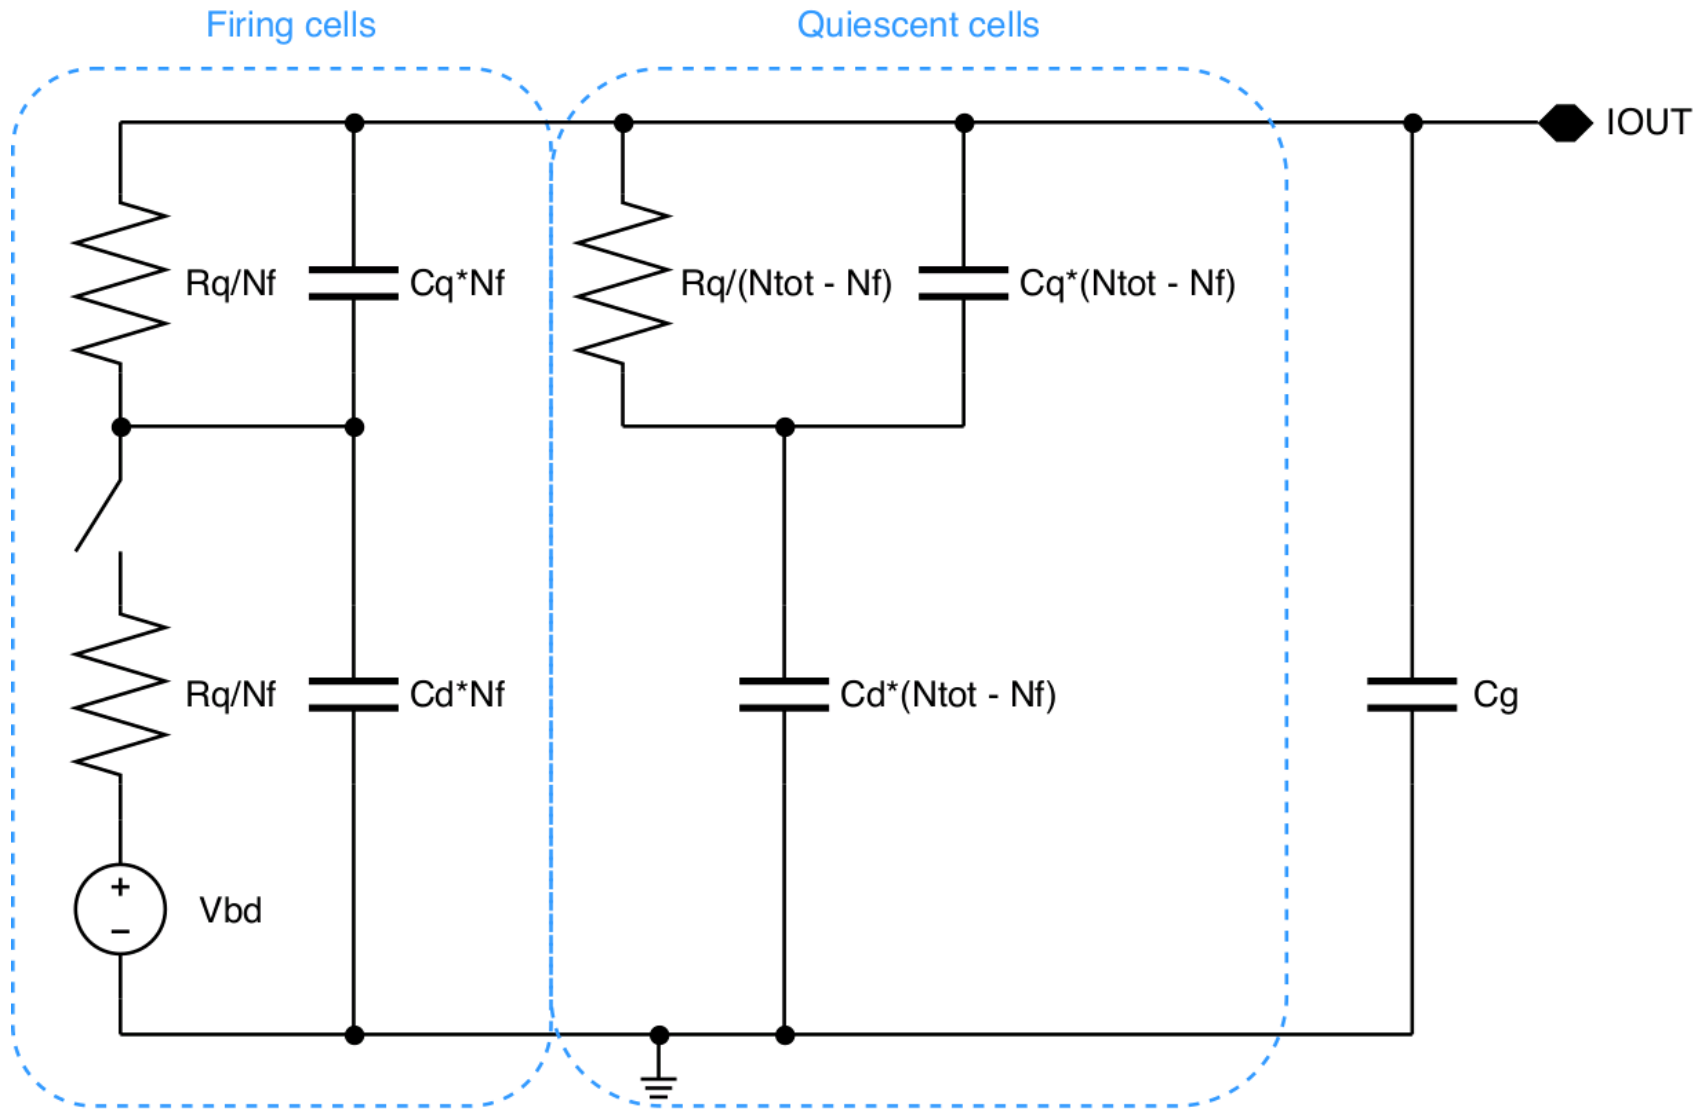 Firing cells
Quiescent cells
IOUT
Rq/Nf
Cq*Nf
Rq/(Ntot - Nf)
Cq*(Ntot - Nf)
Rq/Nf
Cd*Nf
Cd*(Ntot - Nf)
Cg
+
−
Vbd